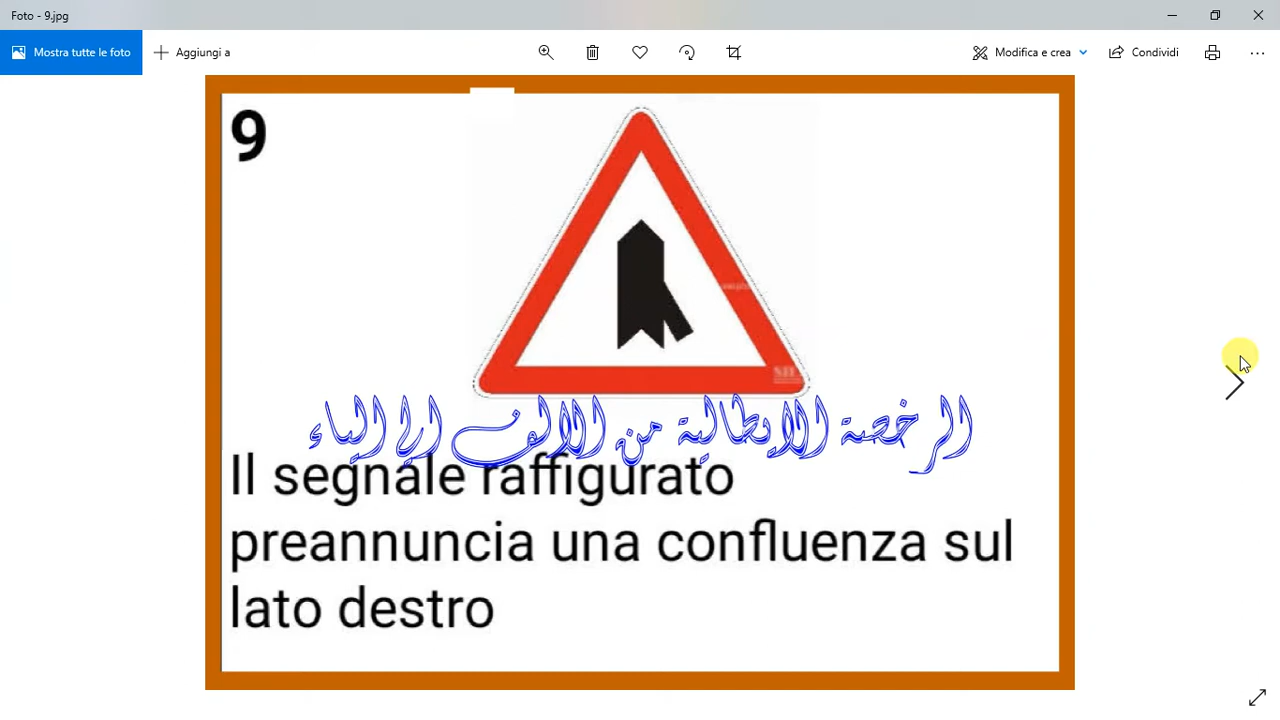 Foto - 9.jpg
Mostra tutte le foto
Aggiungi a
Modifica e crea
Condividi
9
الرخصة الايطالية من الالف الى الياء
Il segnale raffigurato
preannuncia una confluenza sul
lato destro